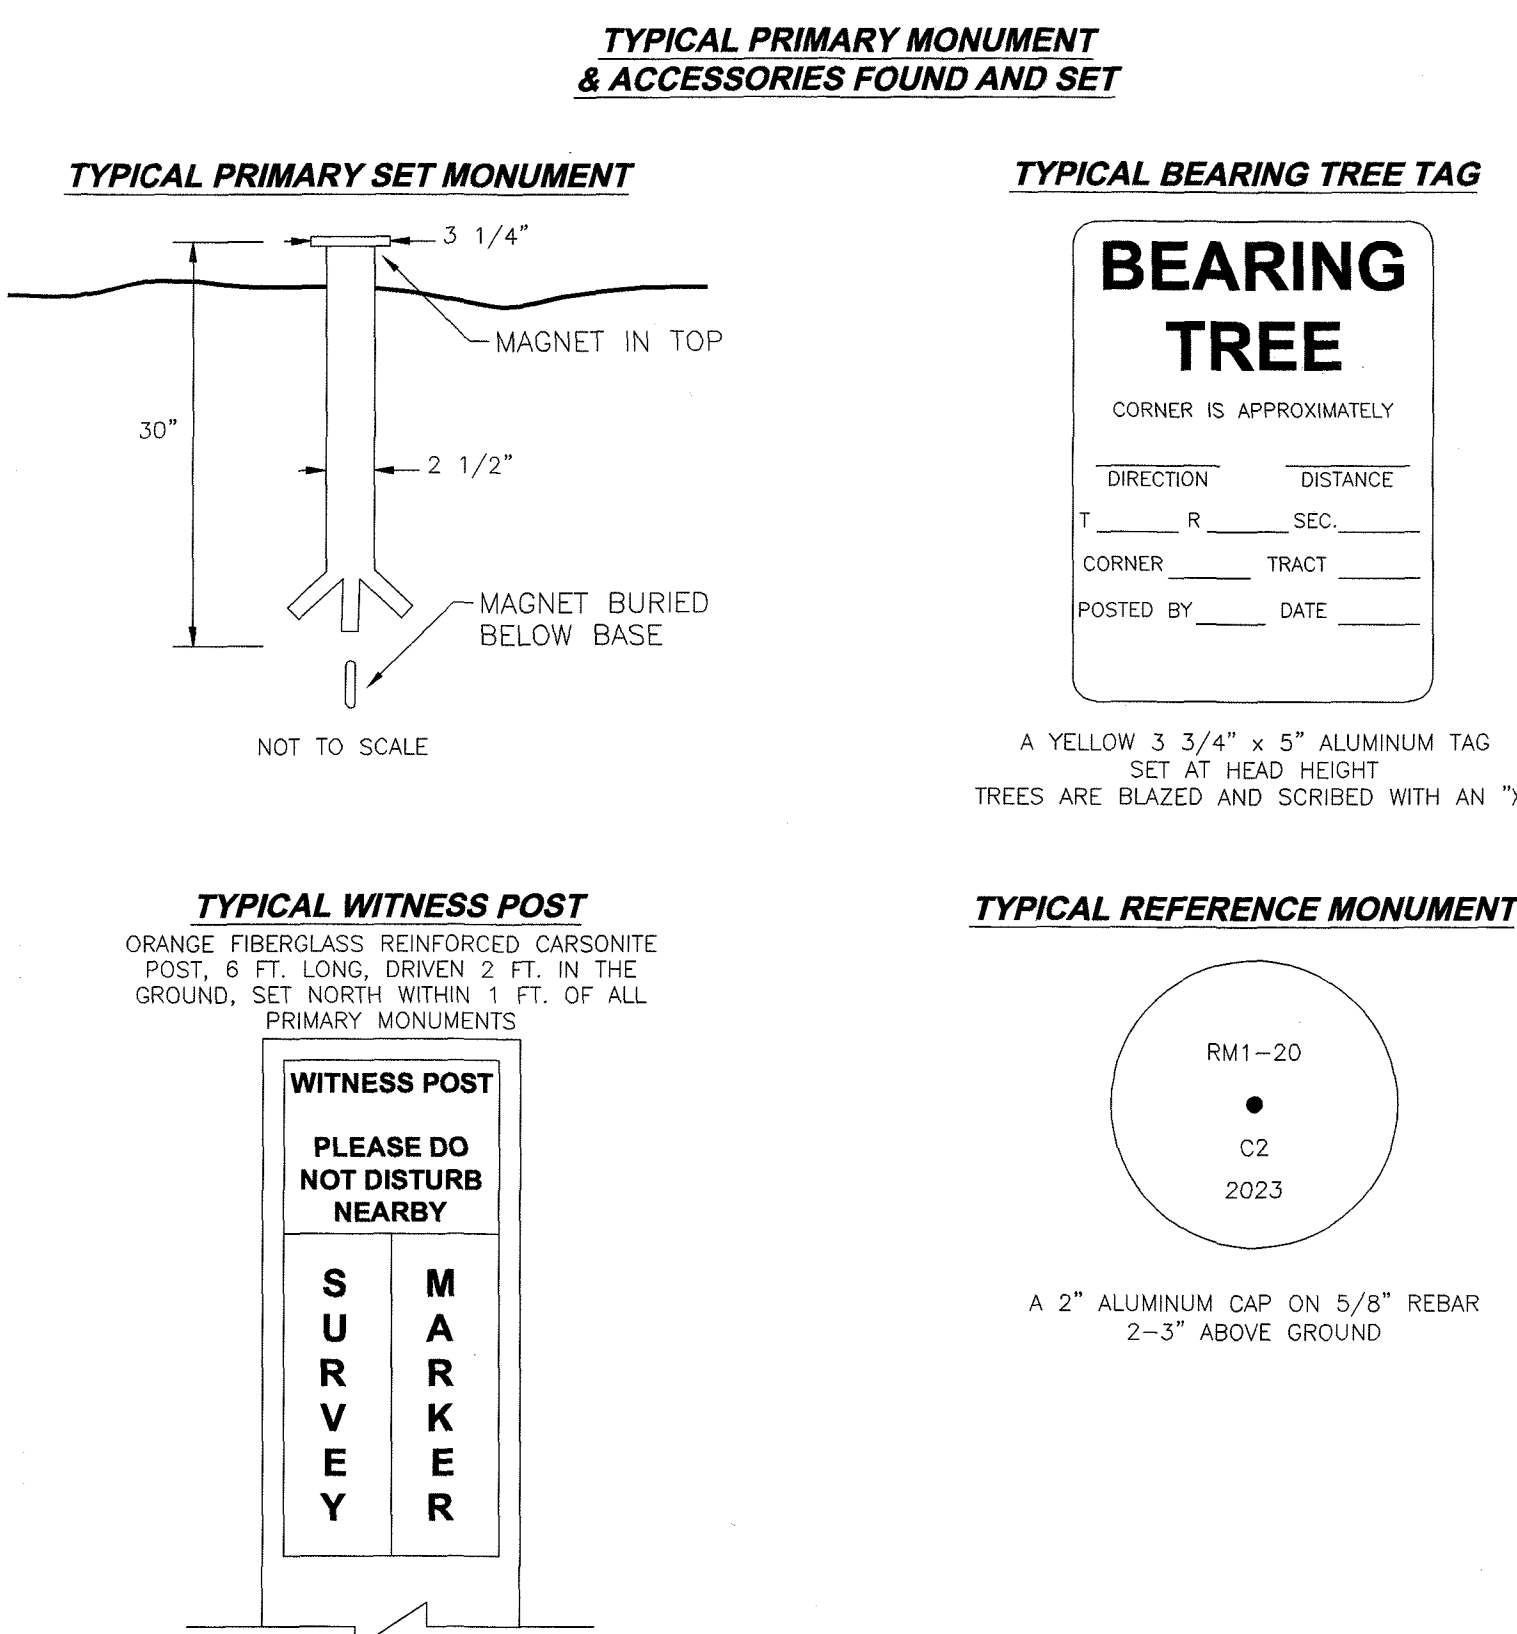 TYPICAL PRIMARY MONUMENT
& ACCESSORIES FOUND AND SET
TYPICAL PRIMARY SET MONUMENT
3 1/4"
MAGNET IN TOP
30"
2 1/2"
MAGNET BURIED
BELOW BASE
NOT TO SCALE
TYPICAL BEARING TREE TAG
BEARING
TREE
CORNER IS APPROXIMATELY
DIRECTION DISTANCE
T R SEC.
CORNER TRACT
POSTED BY DATE
A YELLOW 3 3/4" x 5" ALUMINUM TAG
SET AT HEAD HEIGHT
TREES ARE BLAZED AND SCRIBED WITH AN "X
TYPICAL WITNESS POST
ORANGE FIBERGLASS REINFORCED CARSONITE
POST, 6 FT. LONG, DRIVEN 2 FT. IN THE
GROUND, SET NORTH WITHIN 1 FT. OF ALL
PRIMARY MONUMENTS
WITNESS POST
PLEASE DO
NOT DISTURB
NEARBY
SURVEY
MARKER
TYPICAL REFERENCE MONUMENT
RM1-20
C2
2023
A 2" ALUMINUM CAP ON 5/8" REBAR
2-3" ABOVE GROUND